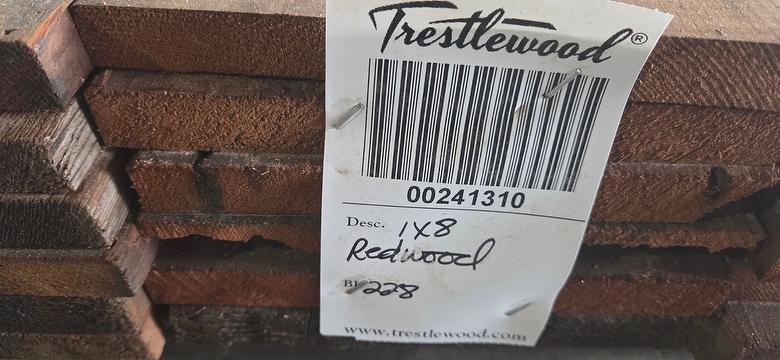 Trestlewood®
00241310
Desc. 1x8
Redwood
BF 228
www.trestlewood.com